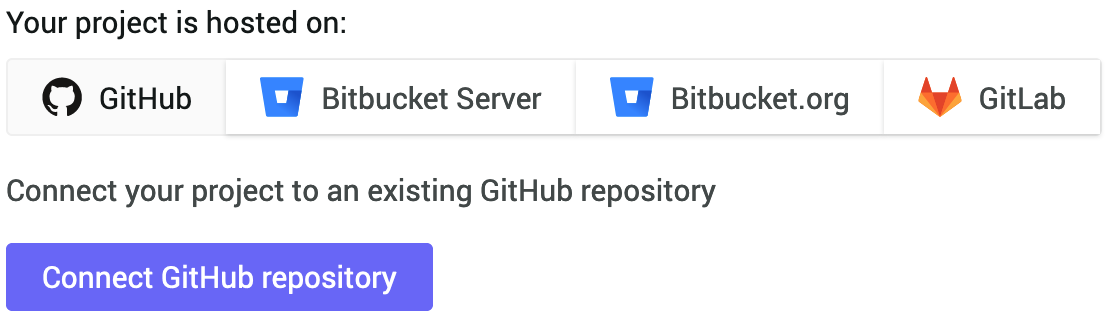 Your project is hosted on:
GitHub Bitbucket Server Bitbucket.org GitLab
Connect your project to an existing GitHub repository
Connect GitHub repository